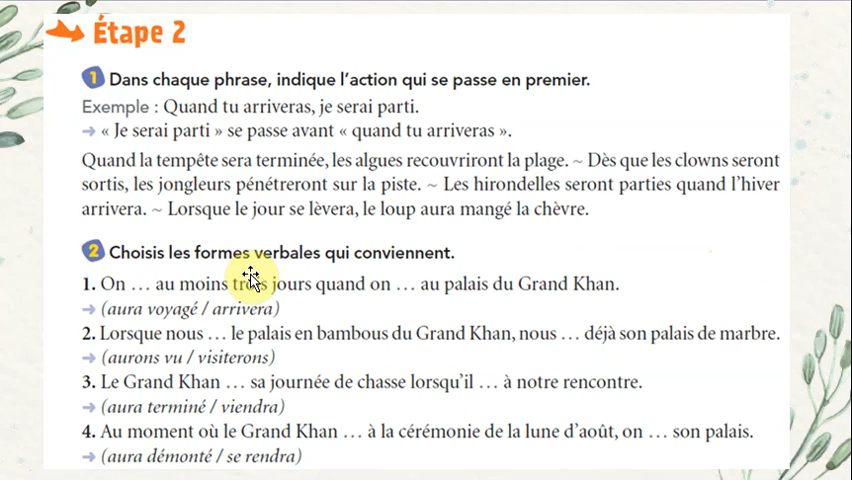 Étape 2
1 Dans chaque phrase, indique l'action qui se passe en premier.
Exemple : Quand tu arriveras, je serai parti.
→ « Je serai parti » se passe avant « quand tu arriveras ».
Quand la tempête sera terminée, les algues recouvriront la plage. ~ Dès que les clowns seront
sortis, les jongleurs pénétreront sur la piste. ~ Les hirondelles seront parties quand l'hiver
arrivera. ~ Lorsque le jour se lèvera, le loup aura mangé la chèvre.
2 Choisis les formes verbales qui conviennent.
1. On … au moins trois jours quand on … au palais du Grand Khan.
→ (aura voyagé / arrivera)
2. Lorsque nous … le palais en bambous du Grand Khan, nous … déjà son palais de marbre.
→ (aurons vu / visiterons)
3. Le Grand Khan … sa journée de chasse lorsqu'il … à notre rencontre.
→ (aura terminé / viendra)
4. Au moment où le Grand Khan … à la cérémonie de la lune d'août, on … son palais.
→ (aura démonté / se rendra)